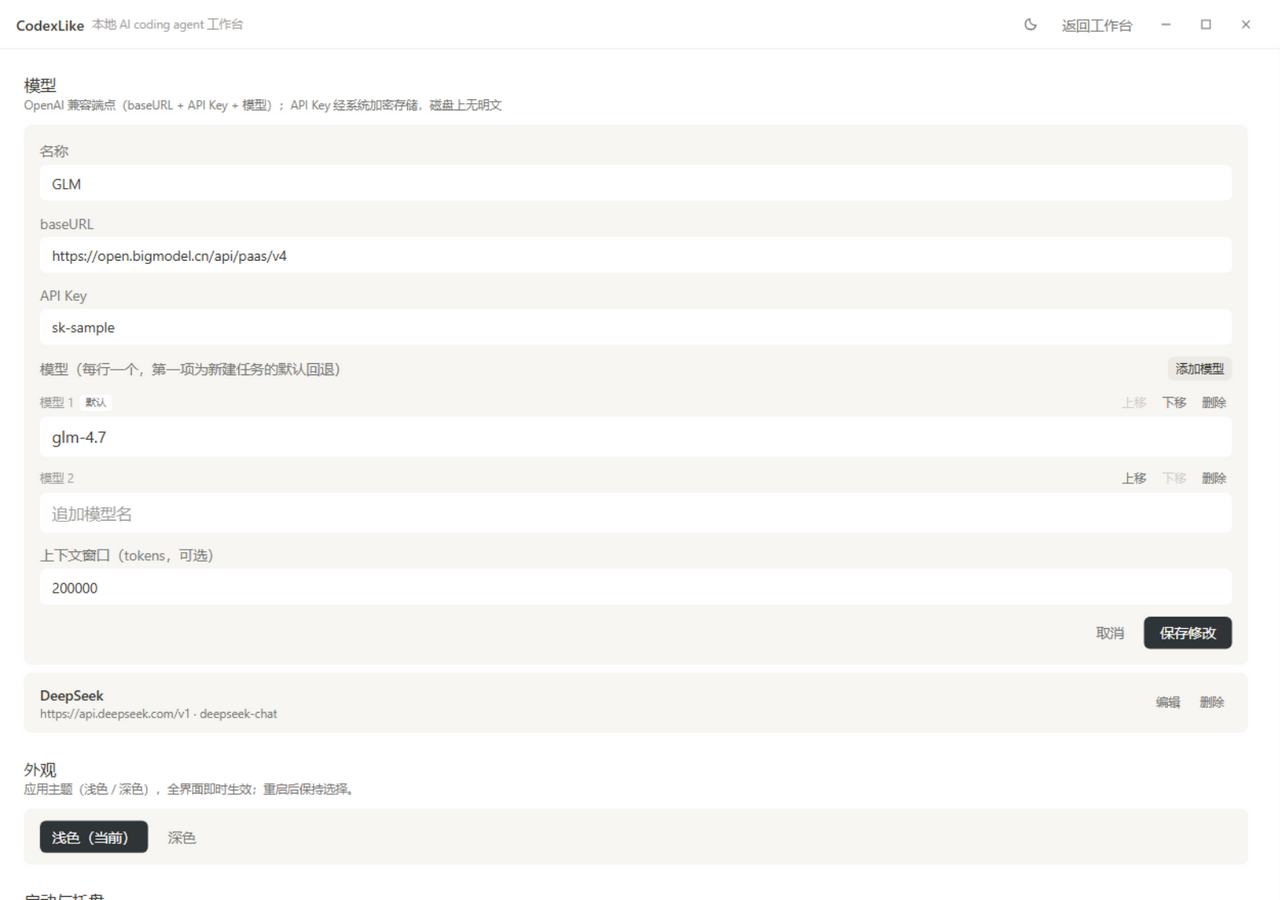 CodexLike 本地 AI coding agent 工作台 返回工作台
模型
OpenAI 兼容端点（baseURL + API Key + 模型）；API Key 经系统加密存储，磁盘上无明文
名称
GLM
baseURL
https://open.bigmodel.cn/api/paas/v4
API Key
sk-sample
模型（每行一个，第一项为新建任务的默认回退） 添加模型
模型 1 默认 上移 下移 删除
glm-4.7
模型 2 上移 下移 删除
追加模型名
上下文窗口（tokens，可选）
200000
取消 保存修改
DeepSeek
https://api.deepseek.com/v1 · deepseek-chat 编辑 删除
外观
应用主题（浅色 / 深色），全界面即时生效；重启后保持选择。
浅色（当前） 深色
启动与托盘